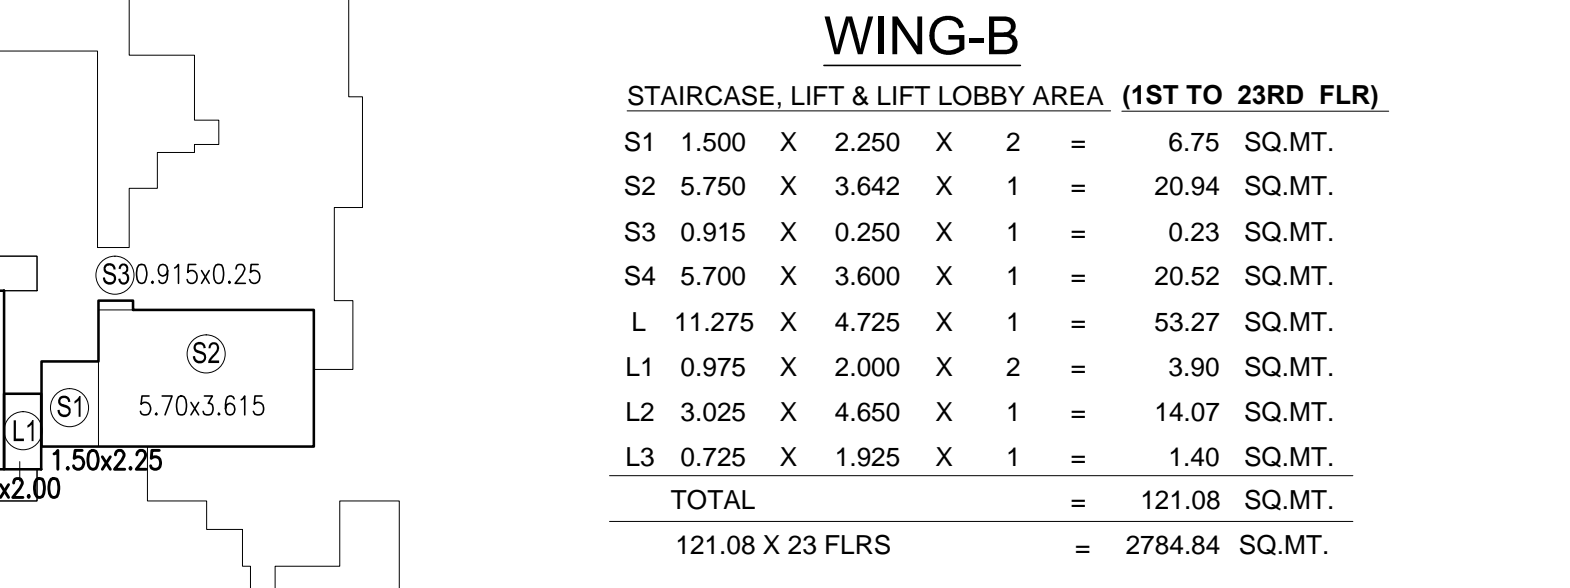 WING-B
STAIRCASE, LIFT & LIFT LOBBY AREA (1ST TO 23RD FLR)
S1 1.500 X 2.250 X 2 = 6.75 SQ.MT.
S2 5.750 X 3.642 X 1 = 20.94 SQ.MT.
S3 0.915 X 0.250 X 1 = 0.23 SQ.MT.
S4 5.700 X 3.600 X 1 = 20.52 SQ.MT.
L 11.275 X 4.725 X 1 = 53.27 SQ.MT.
L1 0.975 X 2.000 X 2 = 3.90 SQ.MT.
L2 3.025 X 4.650 X 1 = 14.07 SQ.MT.
L3 0.725 X 1.925 X 1 = 1.40 SQ.MT.
TOTAL = 121.08 SQ.MT.
121.08 X 23 FLRS = 2784.84 SQ.MT.
S3 0.915x0.25
S2
5.70x3.615
S1
L1
1.50x2.25
x2.00